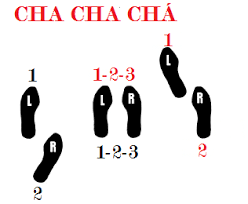 CHA CHA CHÁ
1
1 1-2-3
L L R L R
R
1-2-3 2
2